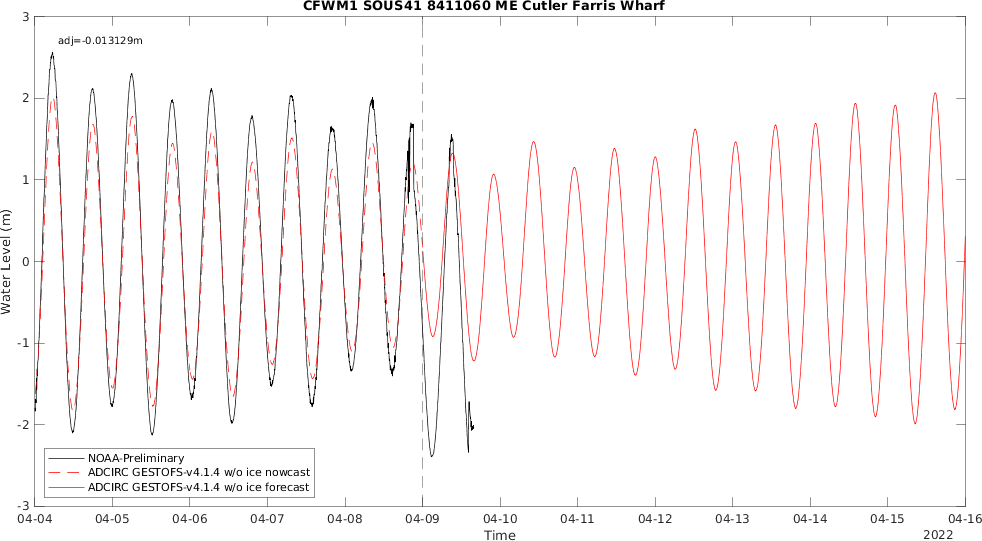 CFWM1 SOUS41 8411060 ME Cutler Farris Wharf
adj=-0.013129m
3
2
1
0
-1
-2
-3
Water Level (m)
NOAA-Preliminary
ADCIRC GESTOFS-v4.1.4 w/o ice nowcast
ADCIRC GESTOFS-v4.1.4 w/o ice forecast
04-04 04-05 04-06 04-07 04-08 04-09 04-10 04-11 04-12 04-13 04-14 04-15 04-16
Time
2022